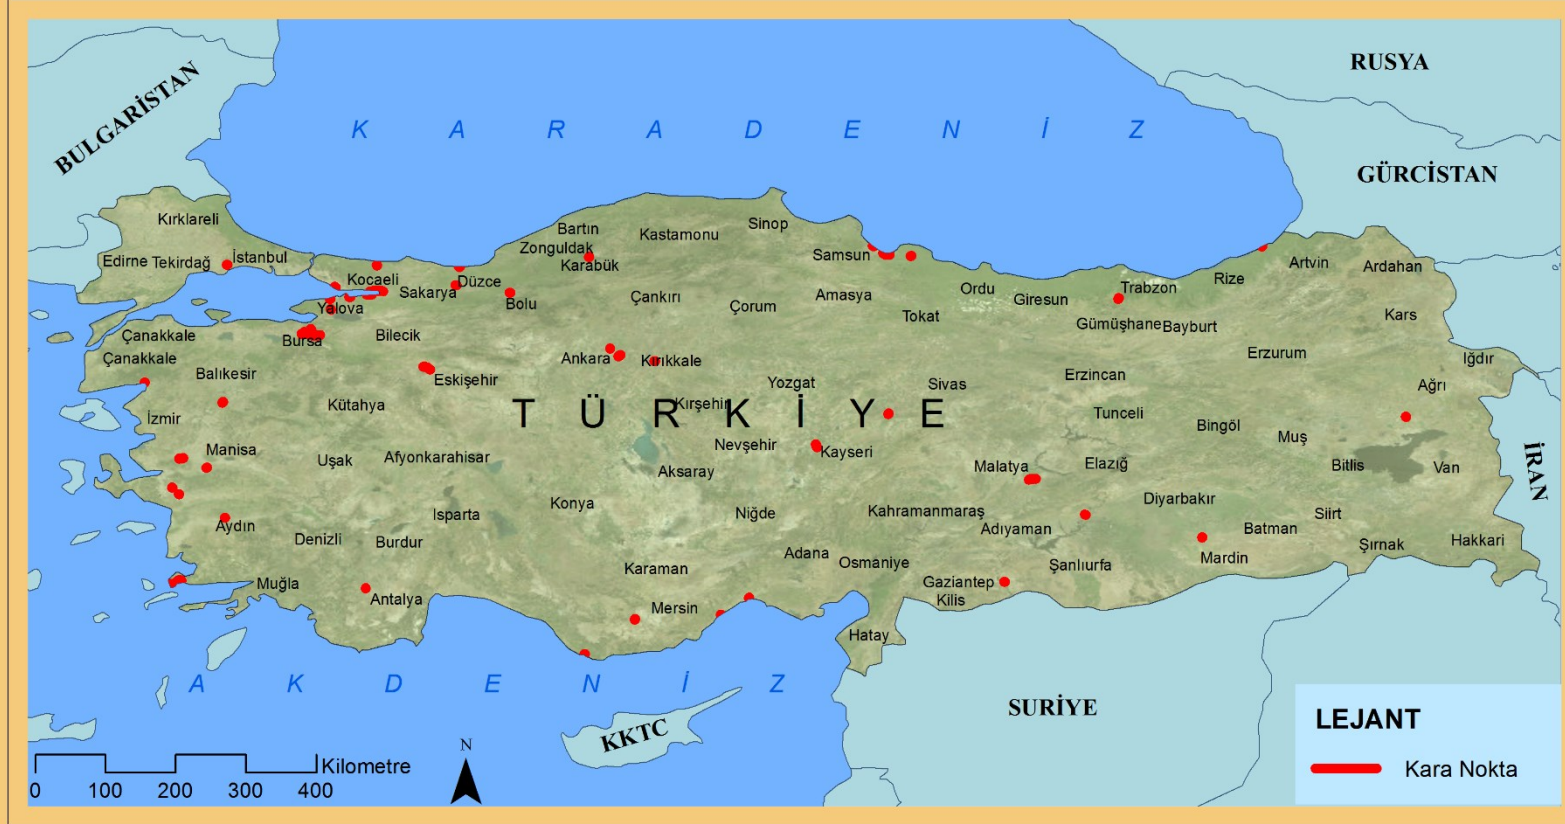 RUSYA
BULGARİSTAN
K A R A D E N İ Z
GÜRCİSTAN
Kırklareli
Sinop
Bartın
Kastamonu
Zonguldak
Karabük
Samsun
Edirne
Tekirdağ
İstanbul
Artvin
Ardahan
Kocaeli
Sakarya
Düzce
Bolu
Çankırı
Çorum
Amasya
Tokat
Ordu
Giresun
Trabzon
Rize
Yalova
Gümüşhane
Bayburt
Kars
Çanakkale
Bursa
Bilecik
Çanakkale
Ankara
Kırıkkale
Erzurum
Iğdır
Balıkesir
Eskişehir
Yozgat
Sivas
Erzincan
Ağrı
İzmir
Kütahya
Kırşehir
T Ü R K İ Y E
Tunceli
Bingöl
Muş
Manisa
Uşak
Afyonkarahisar
Nevşehir
Kayseri
Aksaray
Malatya
Elazığ
Bitlis
Van
İRAN
Konya
Niğde
Kahramanmaraş
Diyarbakır
Siirt
Aydın
Isparta
Adıyaman
Batman
Denizli
Burdur
Adana
Osmaniye
Şanlıurfa
Mardin
Şırnak
Hakkari
Muğla
Antalya
Karaman
Mersin
Gaziantep
Kilis
Hatay
A K D E N İ Z
KKTC
SURİYE
LEJANT
Kara Nokta
N
Kilometre
0 100 200 300 400